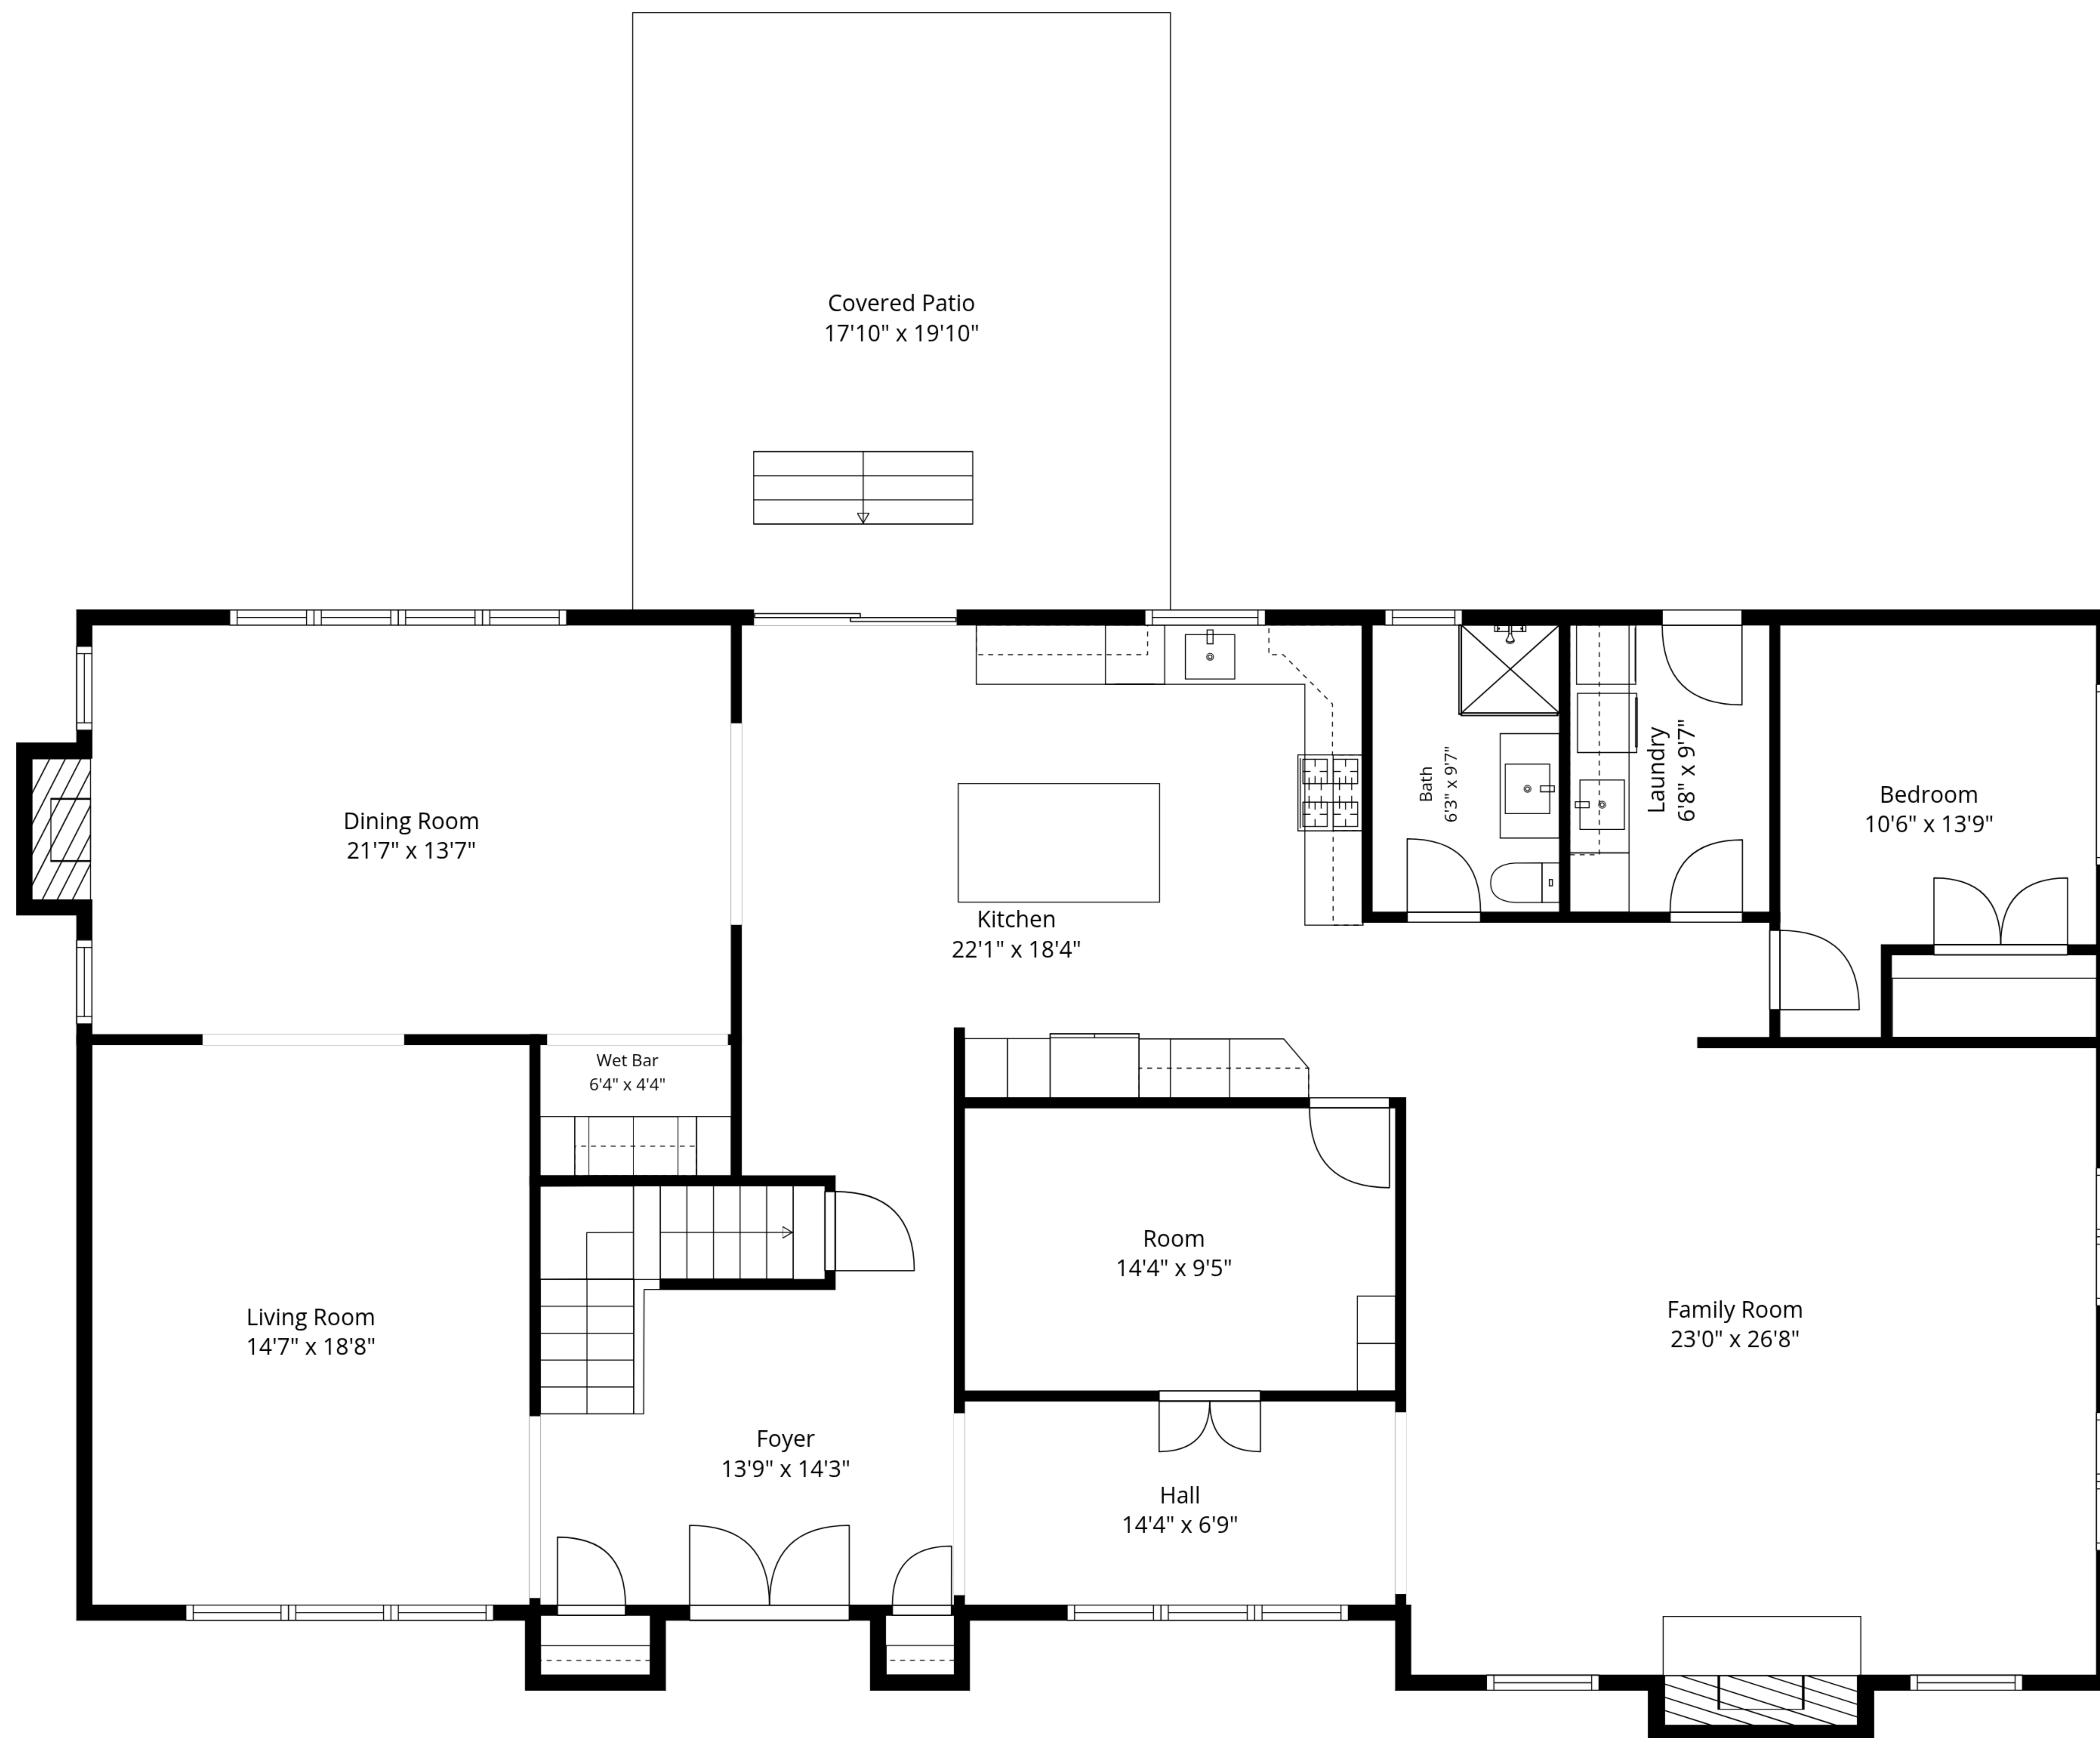 Covered Patio
17'10" x 19'10"
Dining Room
21'7" x 13'7"
Kitchen
22'1" x 18'4"
Bath
6'3" x 9'7"
Laundry
6'8" x 9'7"
Bedroom
10'6" x 13'9"
Wet Bar
6'4" x 4'4"
Living Room
14'7" x 18'8"
Room
14'4" x 9'5"
Family Room
23'0" x 26'8"
Foyer
13'9" x 14'3"
Hall
14'4" x 6'9"